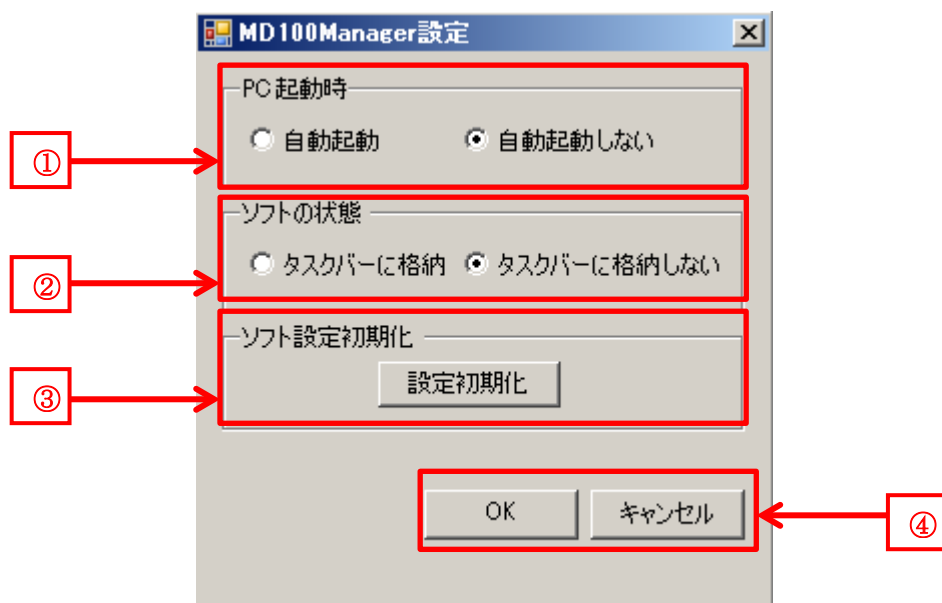 MD100Manager設定
PC起動時
① 自動起動 自動起動しない
ソフトの状態
② タスクバーに格納 タスクバーに格納しない
ソフト設定初期化
③ 設定初期化
OK キャンセル ④